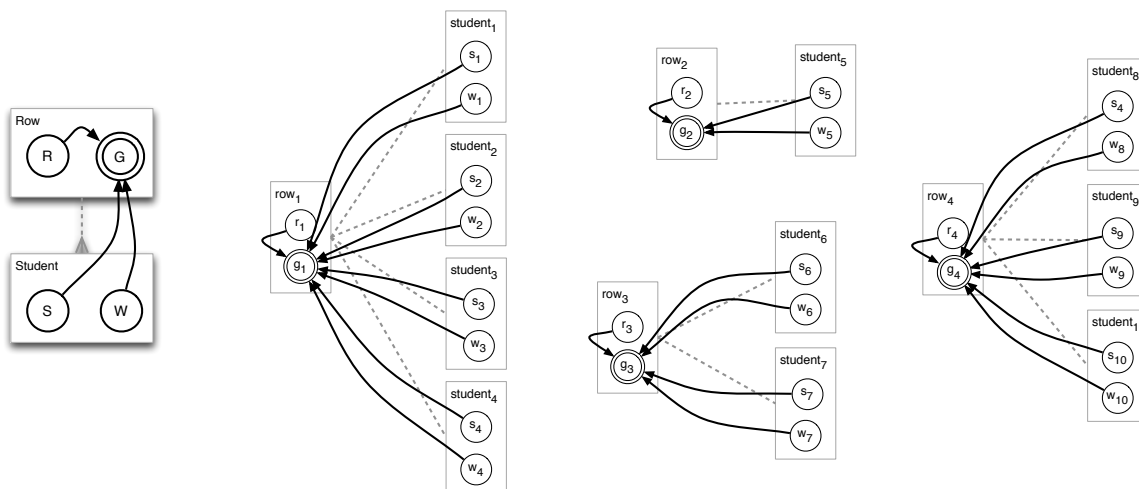 Row
R
G
Student
S
W
student₁
s₁
w₁
student₂
s₂
w₂
row₁
r₁
g₁
student₃
s₃
w₃
student₄
s₄
w₄
row₂
r₂
g₂
student₅
s₅
w₅
row₃
r₃
g₃
student₆
s₆
w₆
student₇
s₇
w₇
row₄
r₄
g₄
student₈
s₄
w₈
student₉
s₉
w₉
student₁
s₁₀
w₁₀